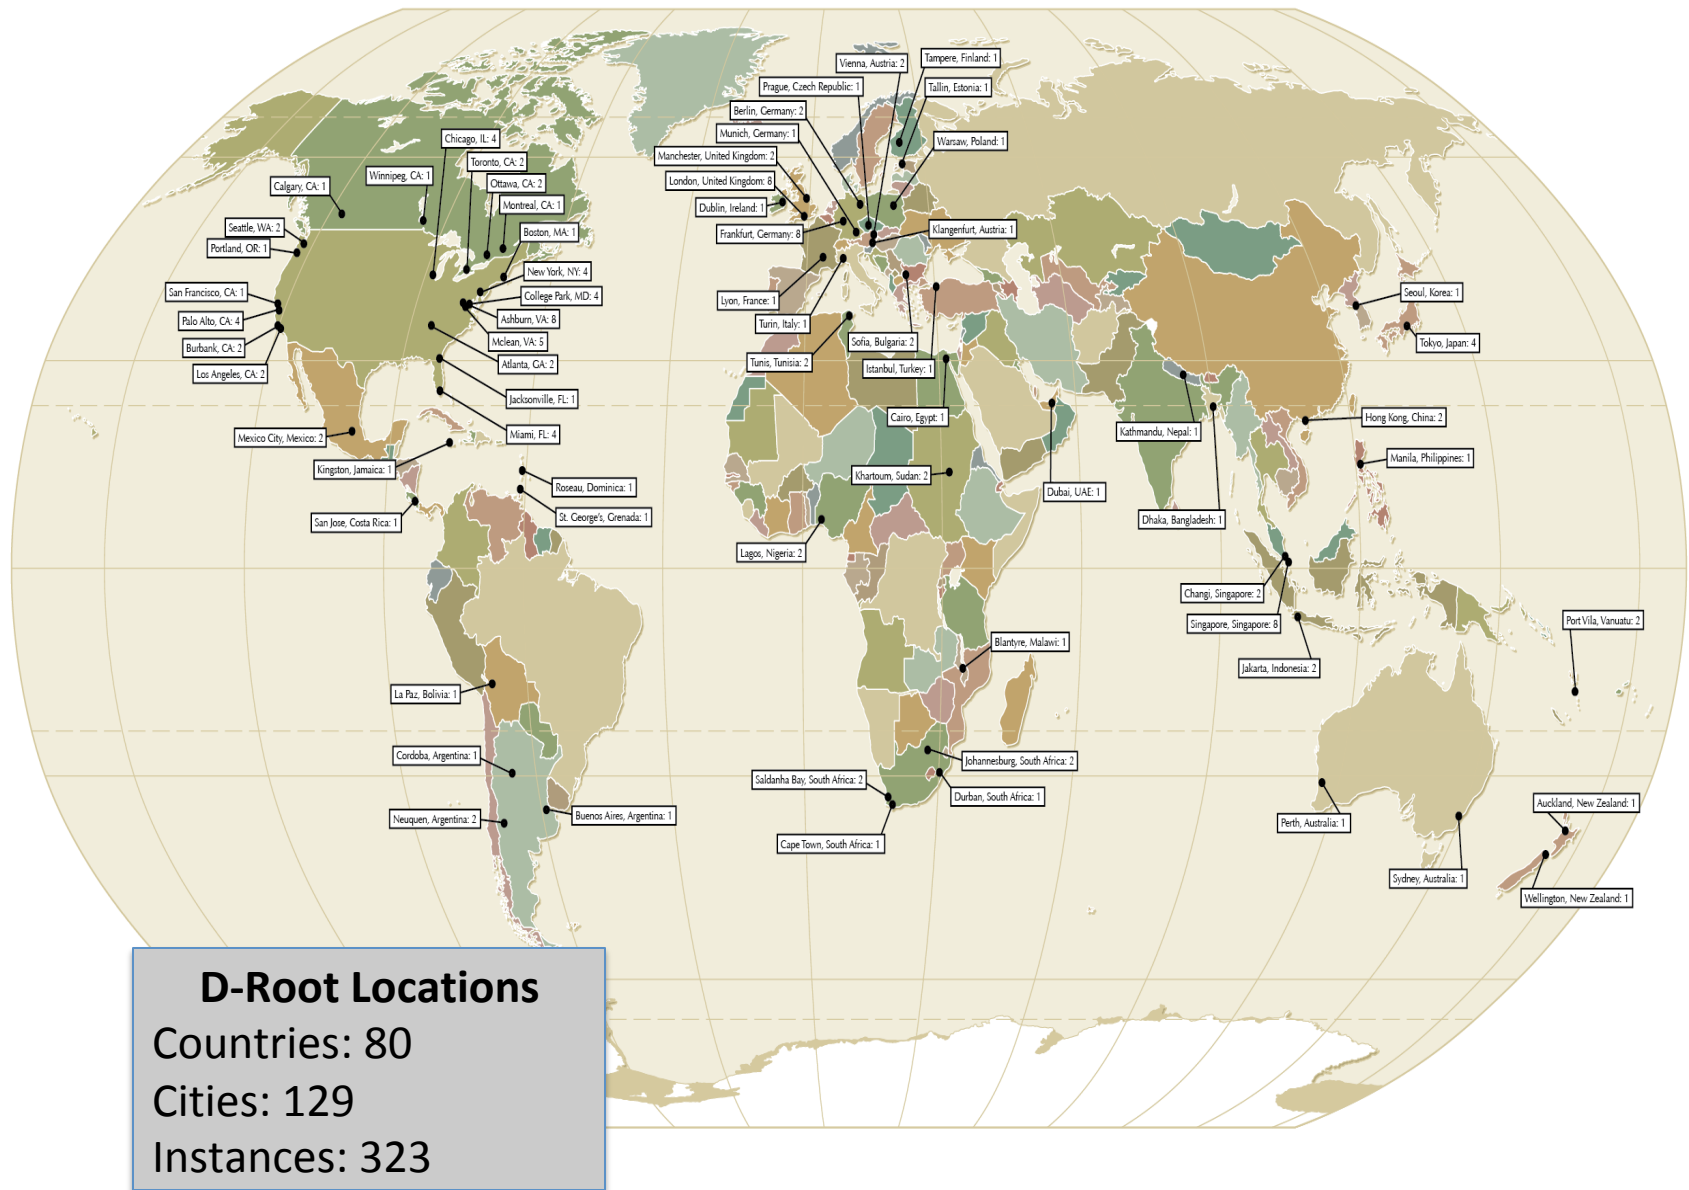 Vienna, Austria: 2
Tampere, Finland: 1
Prague, Czech Republic: 1
Tallin, Estonia: 1
Berlin, Germany: 2
Munich, Germany: 1
Warsaw, Poland: 1
Manchester, United Kingdom: 2
London, United Kingdom: 8
Dublin, Ireland: 1
Frankfurt, Germany: 8
Klangenfurt, Austria: 1
Lyon, France: 1
Turin, Italy: 1
Tunis, Tunisia: 2
Sofia, Bulgaria: 2
Istanbul, Turkey: 1
Cairo, Egypt: 1
Khartoum, Sudan: 2
Lagos, Nigeria: 2
Dubai, UAE: 1
Chicago, IL: 4
Toronto, CA: 2
Winnipeg, CA: 1
Ottawa, CA: 2
Calgary, CA: 1
Montreal, CA: 1
Seattle, WA: 2
Boston, MA: 1
Portland, OR: 1
New York, NY: 4
San Francisco, CA: 1
College Park, MD: 4
Palo Alto, CA: 4
Ashburn, VA: 8
Burbank, CA: 2
Mclean, VA: 5
Los Angeles, CA: 2
Atlanta, GA: 2
Jacksonville, FL: 1
Mexico City, Mexico: 2
Miami, FL: 4
Kingston, Jamaica: 1
Roseau, Dominica: 1
San Jose, Costa Rica: 1
St. George's, Grenada: 1
Seoul, Korea: 1
Tokyo, Japan: 4
Kathmandu, Nepal: 1
Hong Kong, China: 2
Manila, Philippines: 1
Dhaka, Bangladesh: 1
Changi, Singapore: 2
Singapore, Singapore: 8
Jakarta, Indonesia: 2
Port Vila, Vanuatu: 2
Blantyre, Malawi: 1
La Paz, Bolivia: 1
Cordoba, Argentina: 1
Neuquen, Argentina: 2
Buenos Aires, Argentina: 1
Johannesburg, South Africa: 2
Saldanha Bay, South Africa: 2
Durban, South Africa: 1
Cape Town, South Africa: 1
Perth, Australia: 1
Sydney, Australia: 1
Auckland, New Zealand: 1
Wellington, New Zealand: 1
D-Root Locations
Countries: 80
Cities: 129
Instances: 323